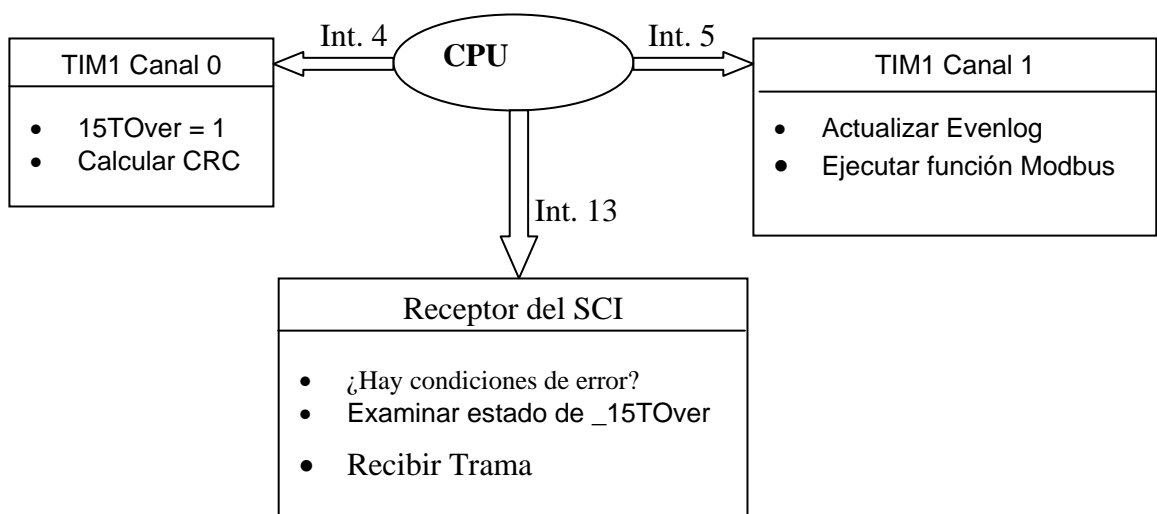 Int. 4
CPU
Int. 5
TIM1 Canal 0
• 15TOver = 1
• Calcular CRC
TIM1 Canal 1
• Actualizar Evenlog
• Ejecutar función Modbus
Int. 13
Receptor del SCI
• ¿Hay condiciones de error?
• Examinar estado de _15TOver
• Recibir Trama